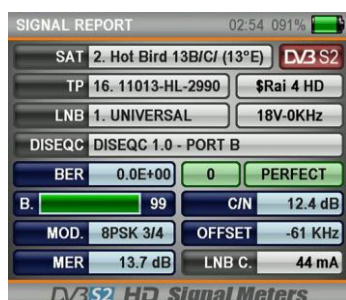 SIGNAL REPORT 02:54 091%
SAT 2. Hot Bird 13B/C/ (13°E) DVB S2
TP 16. 11013-HL-2990 $Rai 4 HD
LNB 1. UNIVERSAL 18V-0KHz
DISEQC DISEQC 1.0 - PORT B
BER 0.0E+00 0 PERFECT
B. 99 C/N 12.4 dB
MOD. 8PSK 3/4 OFFSET -61 KHz
MER 13.7 dB LNB C. 44 mA
DVB S2 HD Signal Meters